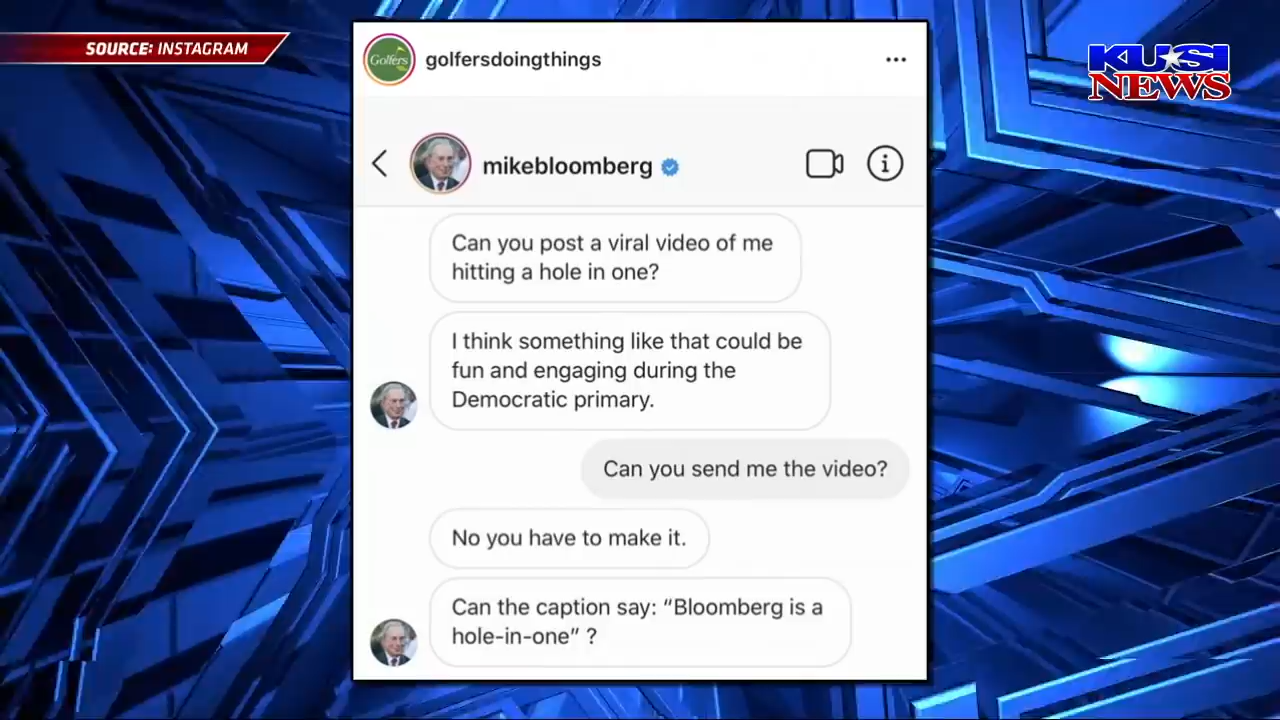 SOURCE: INSTAGRAM
KUSI
NEWS
Golfers
golfersdoingthings
mikebloomberg
Can you post a viral video of me
hitting a hole in one?
I think something like that could be
fun and engaging during the
Democratic primary.
Can you send me the video?
No you have to make it.
Can the caption say: “Bloomberg is a
hole-in-one” ?